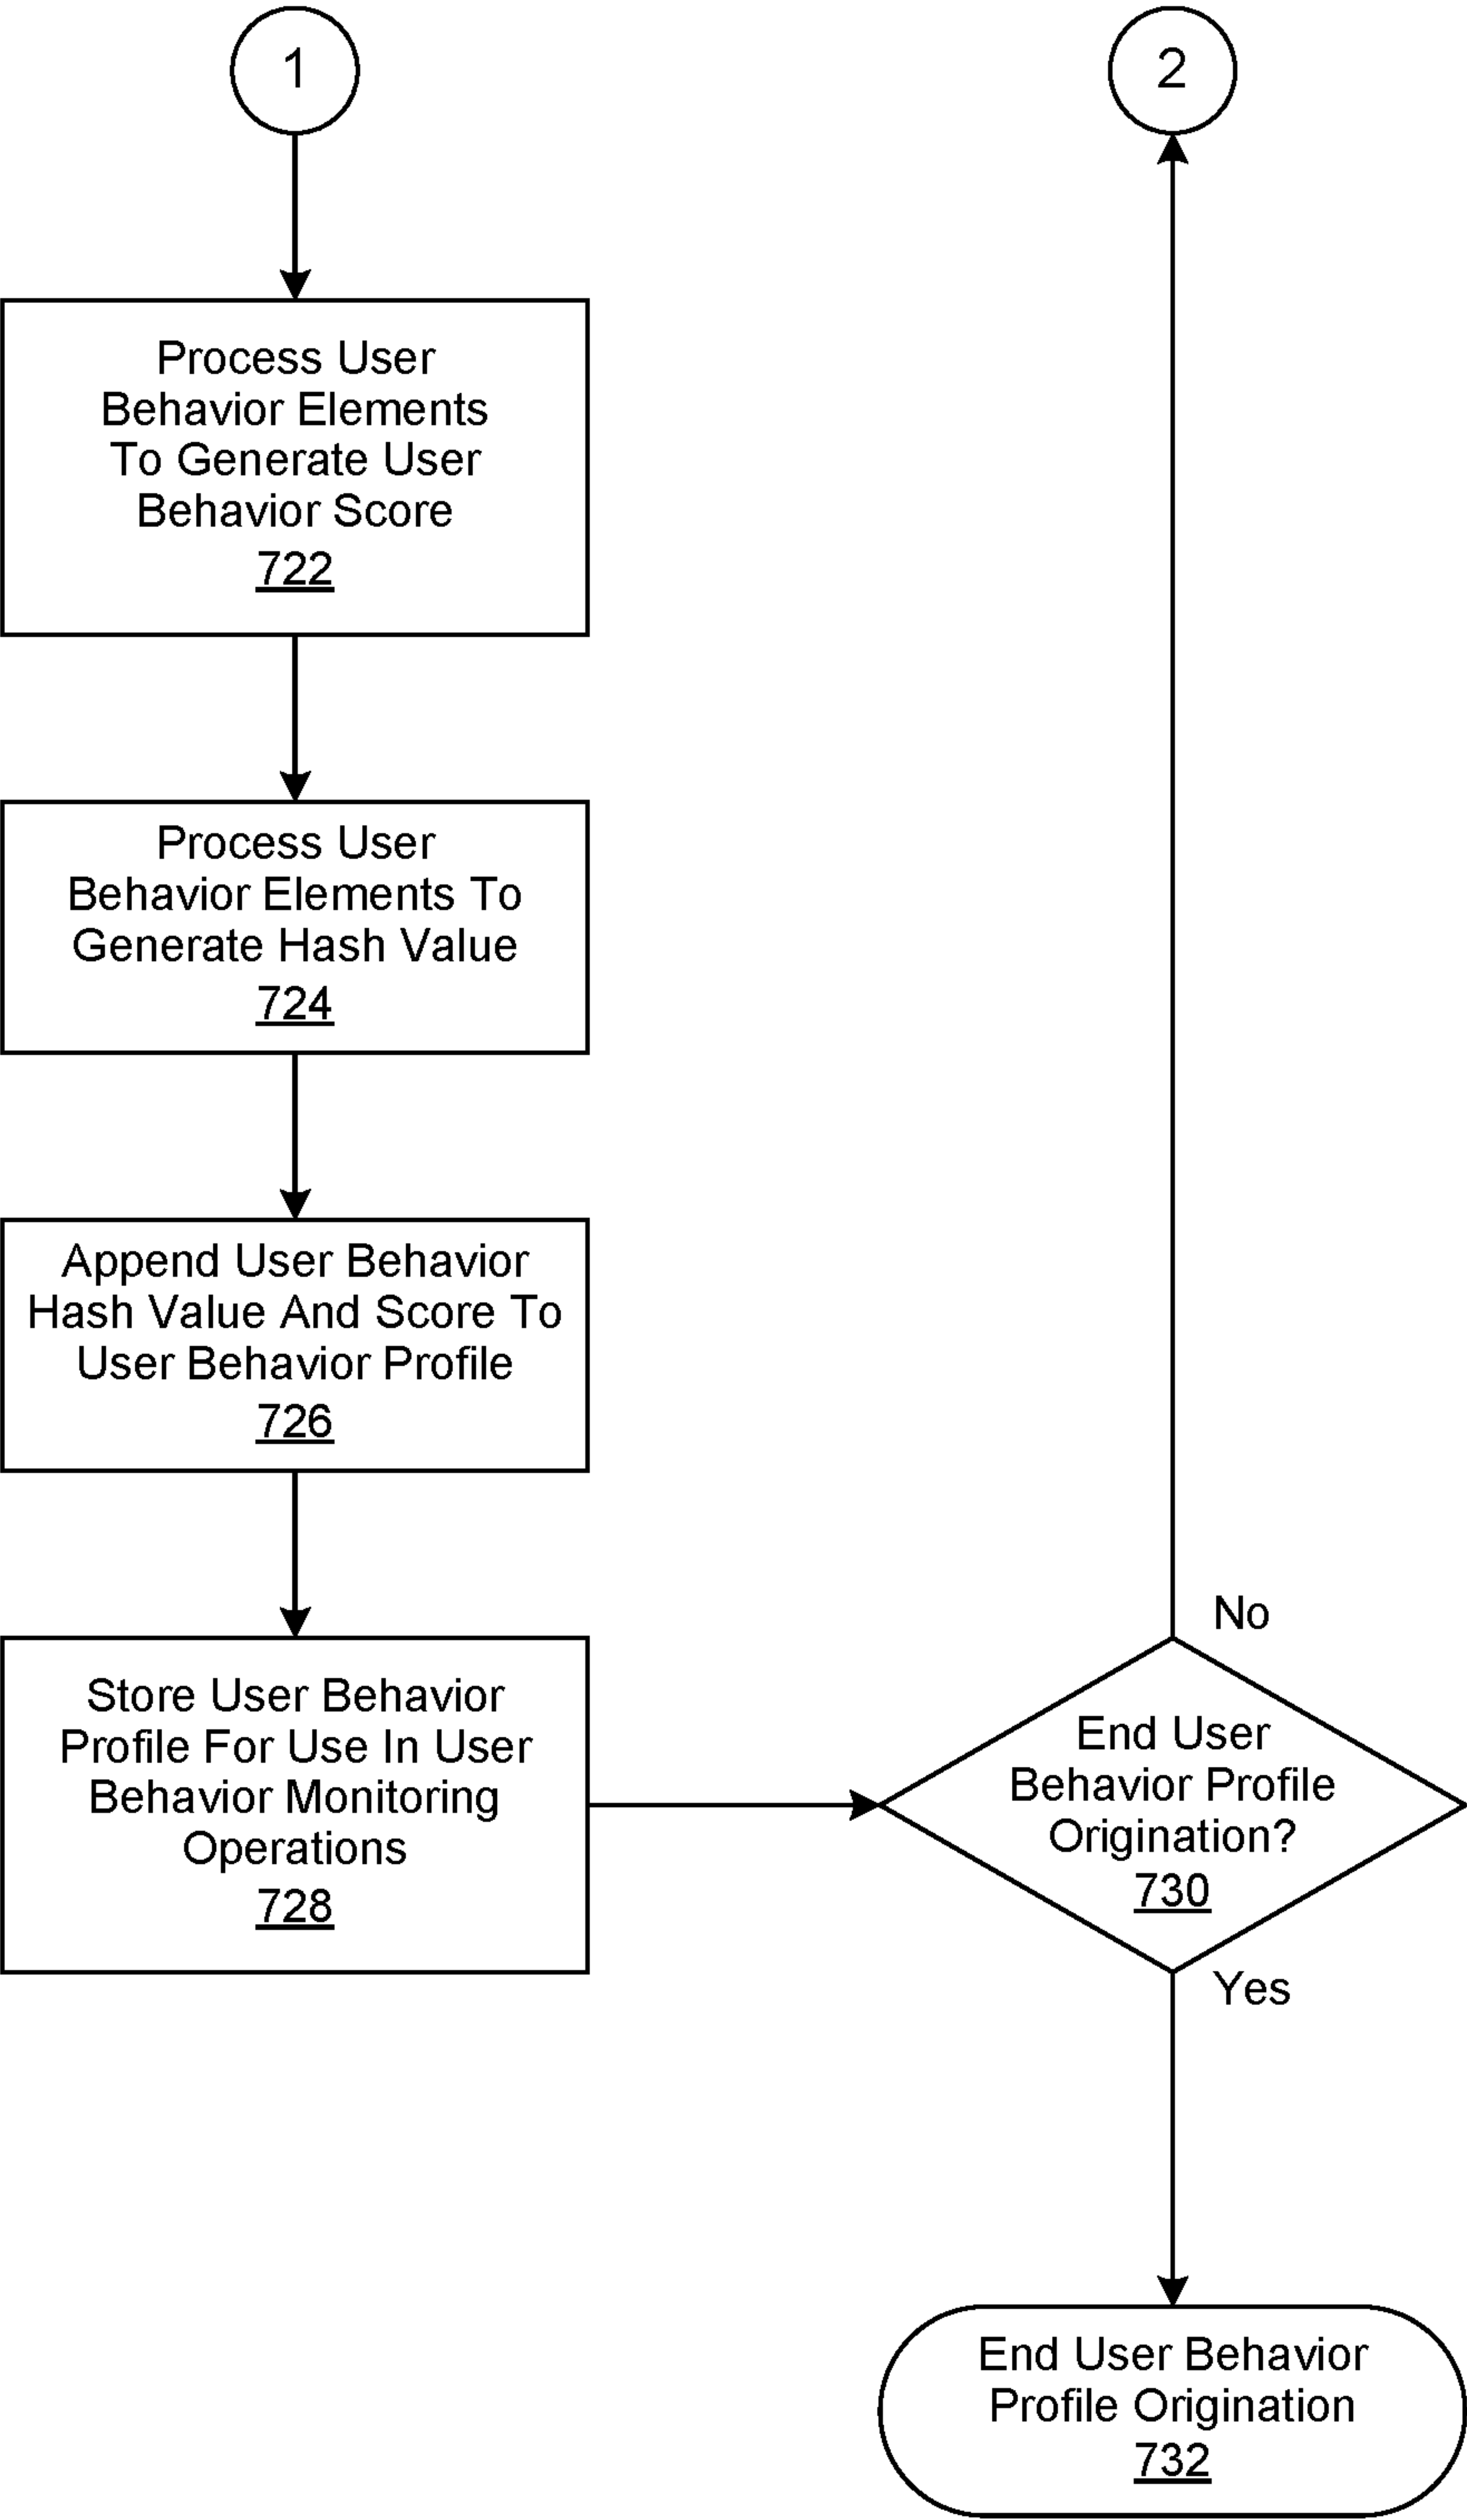 1
Process User
Behavior Elements
To Generate User
Behavior Score
722
Process User
Behavior Elements To
Generate Hash Value
724
Append User Behavior
Hash Value And Score To
User Behavior Profile
726
Store User Behavior
Profile For Use In User
Behavior Monitoring
Operations
728
2
No
End User
Behavior Profile
Origination?
730
Yes
End User Behavior
Profile Origination
732